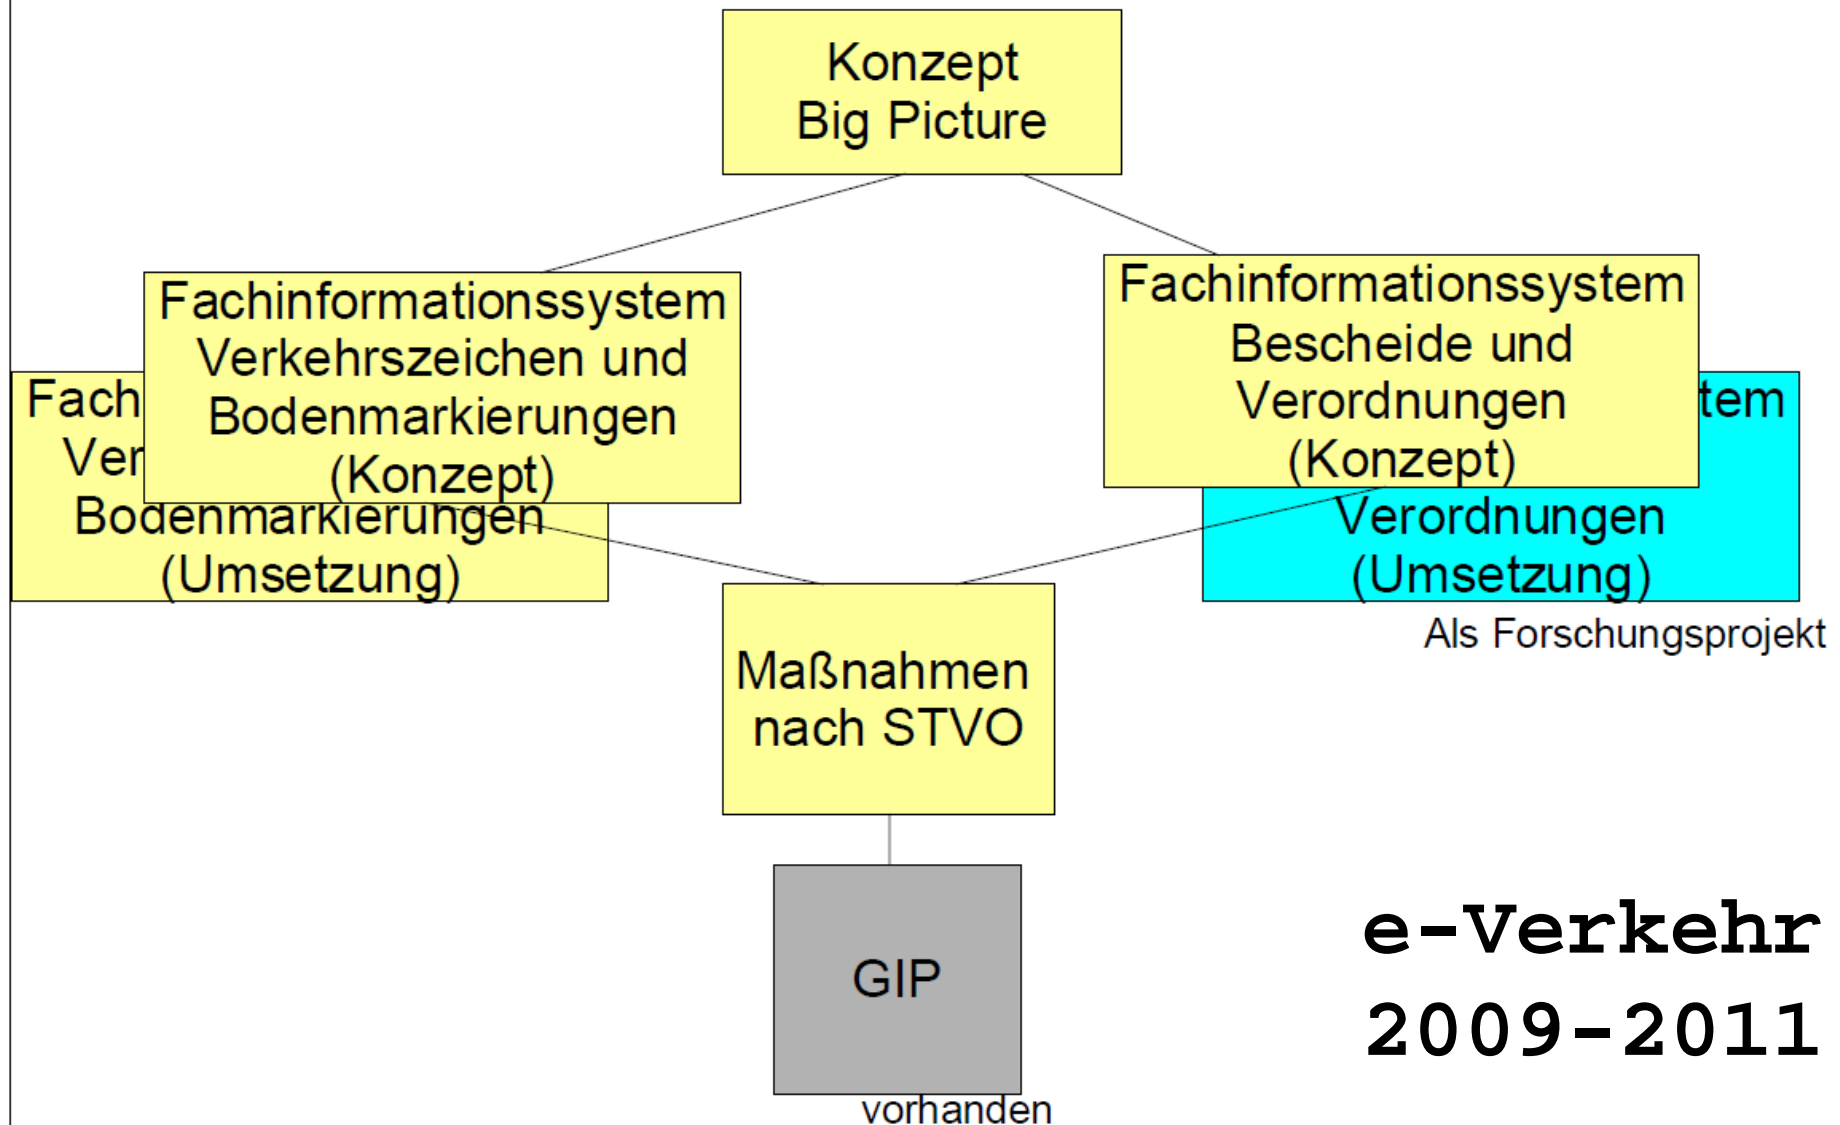 Konzept
Big Picture
Fachinformationssystem
Verkehrszeichen und
Bodenmarkierungen
(Konzept)
Fachinformationssystem
Bescheide und
Verordnungen
(Konzept)
Fach
Ver
Bodenmarkierungen
(Umsetzung)
tem
Verordnungen
(Umsetzung)
Als Forschungsprojekt
Maßnahmen
nach STVO
GIP
vorhanden
e-Verkehr
2009-2011